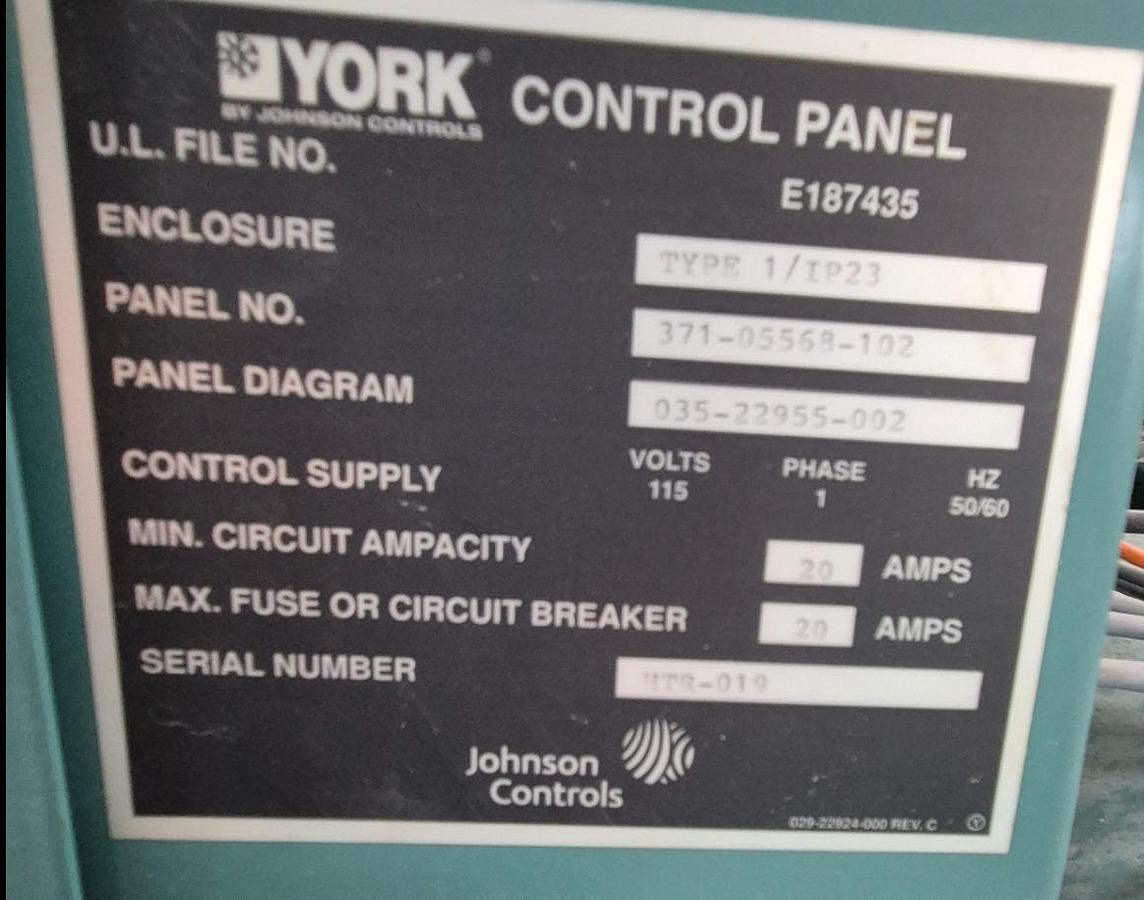 YORK® CONTROL PANEL
BY JOHNSON CONTROLS
U.L. FILE NO. E187435
ENCLOSURE TYPE 1/IP23
PANEL NO. 371-05568-102
PANEL DIAGRAM 035-22955-002
CONTROL SUPPLY VOLTS PHASE HZ
115 1 50/60
MIN. CIRCUIT AMPACITY 20 AMPS
MAX. FUSE OR CIRCUIT BREAKER 20 AMPS
SERIAL NUMBER
Johnson
Controls
029-22924-000 REV. C Y